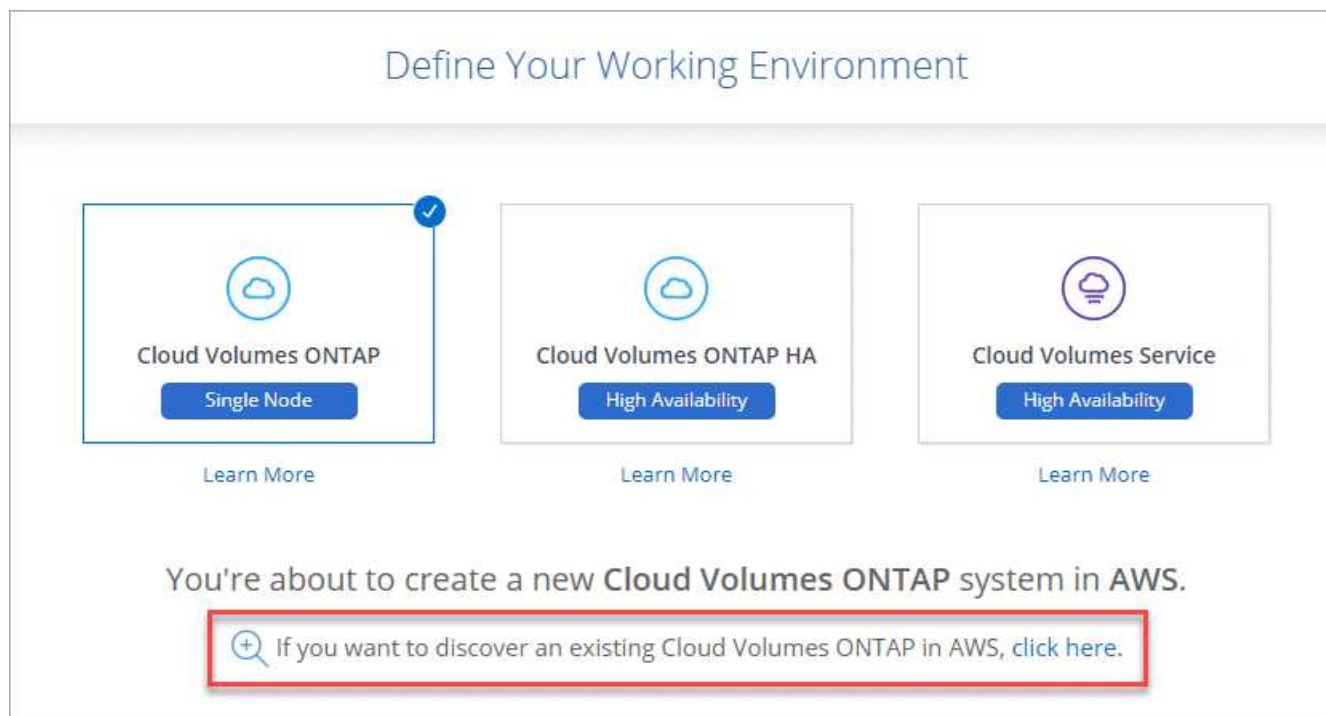 Define Your Working Environment
Cloud Volumes ONTAP
Single Node
Learn More
Cloud Volumes ONTAP HA
High Availability
Learn More
Cloud Volumes Service
High Availability
Learn More
You're about to create a new Cloud Volumes ONTAP system in AWS.
If you want to discover an existing Cloud Volumes ONTAP in AWS, click here.